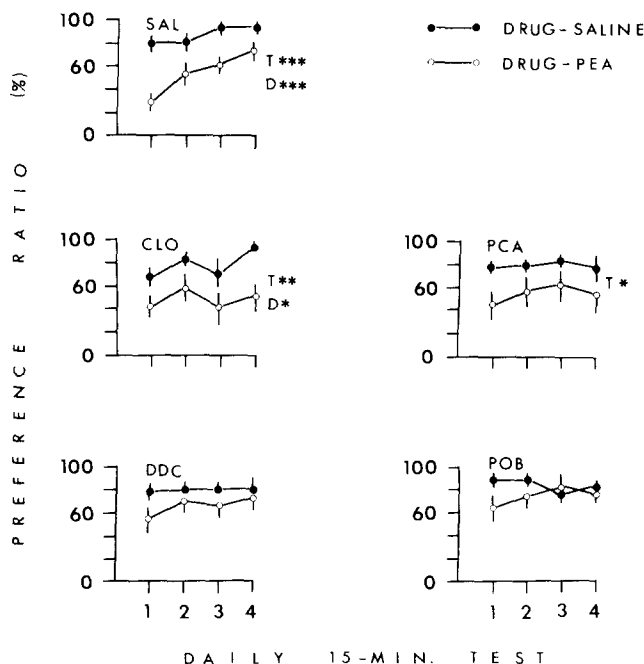 SAL
100
60
0
T***
D***
DRUG-SALINE
DRUG-PEA
PREFERENCE RATIO (%)
CLO
100
60
0
T**
D*
PCA
100
60
0
T*
DDC
100
60
0
1 2 3 4
POB
100
60
0
1 2 3 4
DAILY 15-MIN. TEST